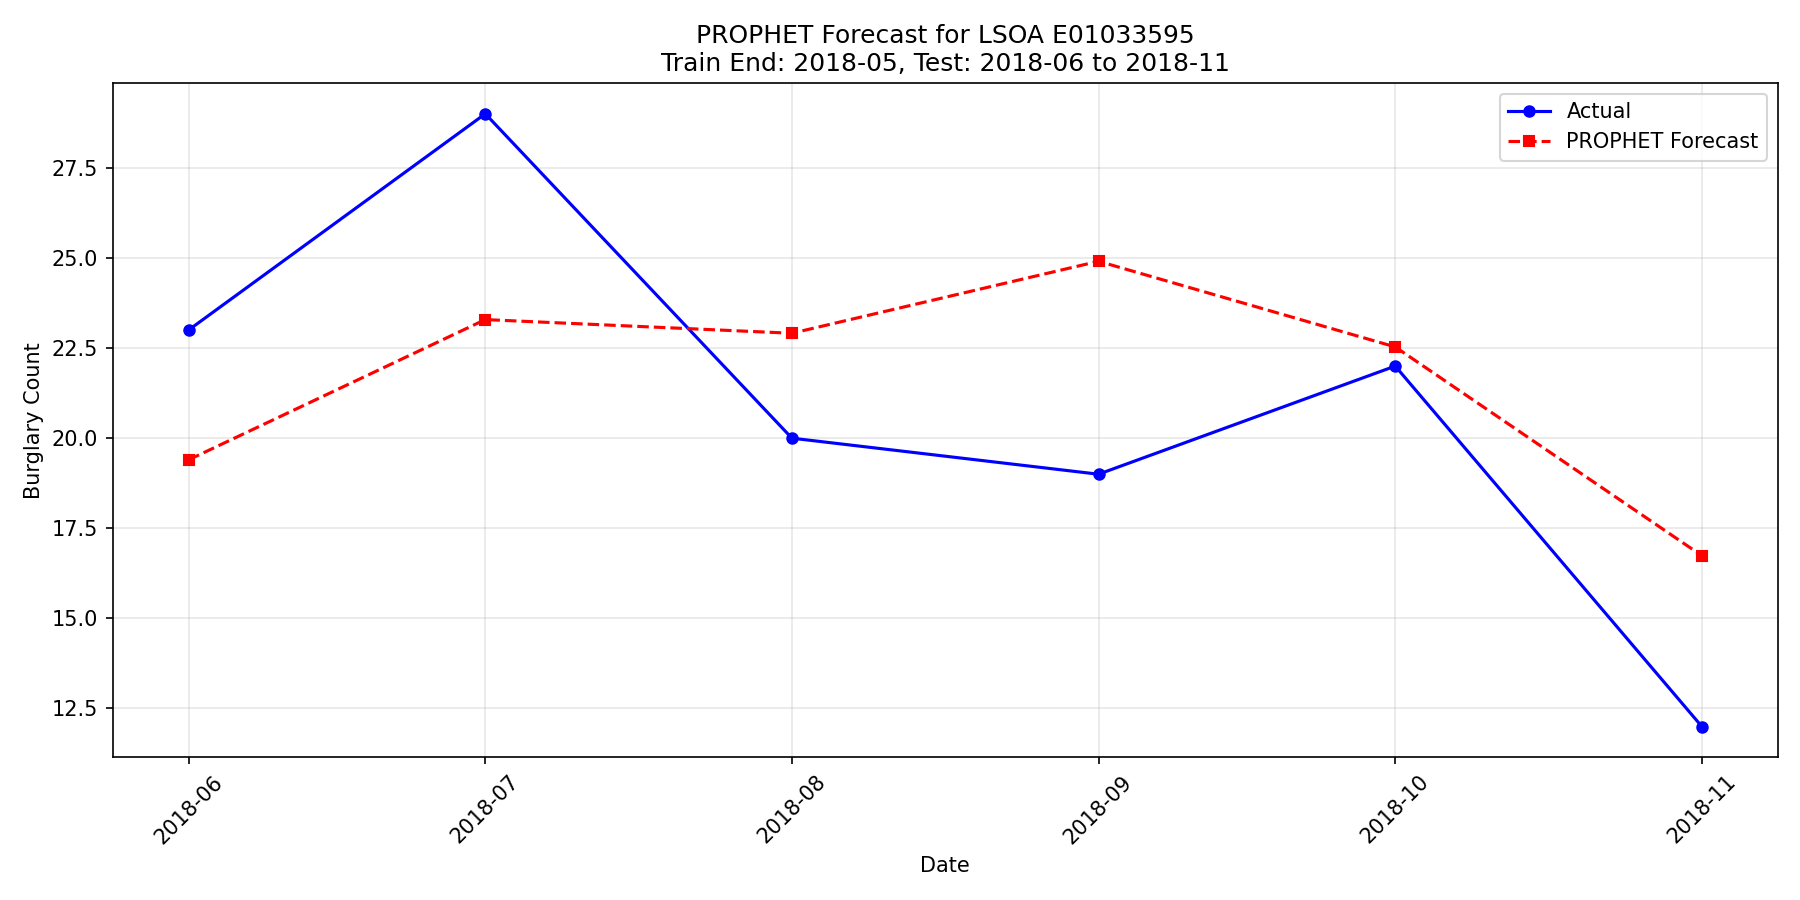 PROPHET Forecast for LSOA E01033595
Train End: 2018-05, Test: 2018-06 to 2018-11
Actual
PROPHET Forecast
Burglary Count
27.5
25.0
22.5
20.0
17.5
15.0
12.5
2018-06
2018-07
2018-08
2018-09
2018-10
2018-11
Date